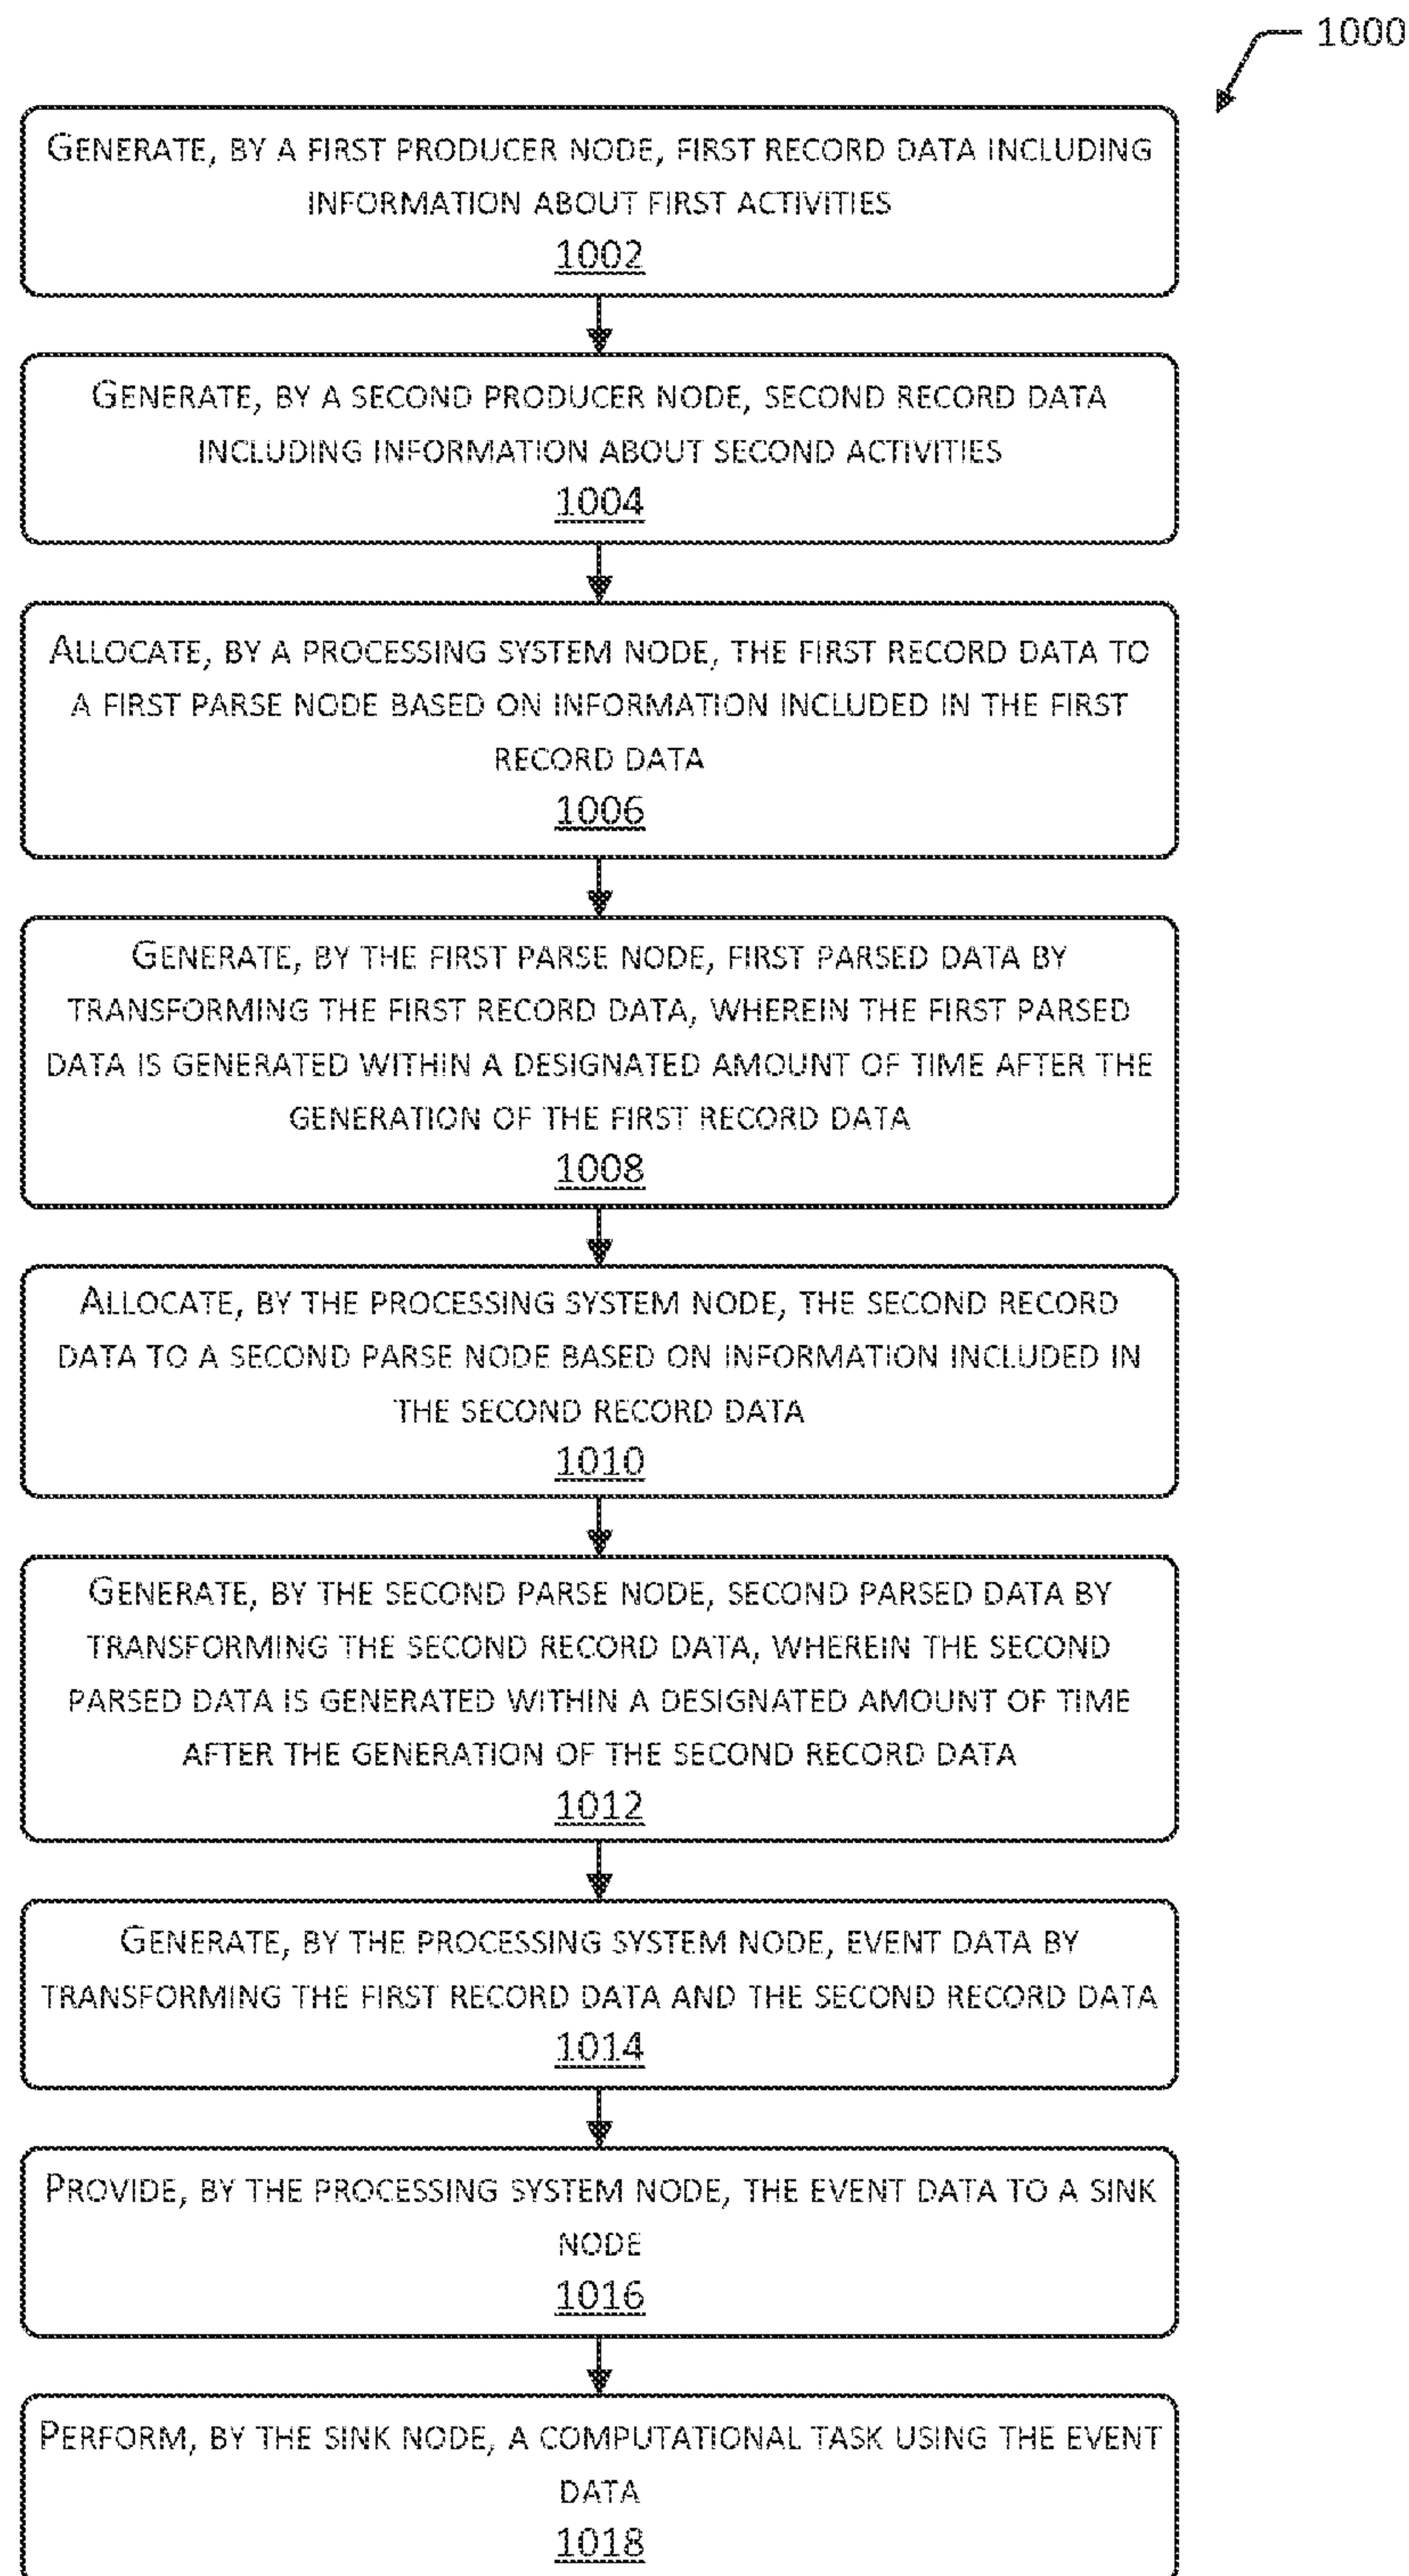 1000
GENERATE, BY A FIRST PRODUCER NODE, FIRST RECORD DATA INCLUDING
INFORMATION ABOUT FIRST ACTIVITIES
1002
GENERATE, BY A SECOND PRODUCER NODE, SECOND RECORD DATA
INCLUDING INFORMATION ABOUT SECOND ACTIVITIES
1004
ALLOCATE, BY A PROCESSING SYSTEM NODE, THE FIRST RECORD DATA TO
A FIRST PARSE NODE BASED ON INFORMATION INCLUDED IN THE FIRST
RECORD DATA
1006
GENERATE, BY THE FIRST PARSE NODE, FIRST PARSED DATA BY
TRANSFORMING THE FIRST RECORD DATA, WHEREIN THE FIRST PARSED
DATA IS GENERATED WITHIN A DESIGNATED AMOUNT OF TIME AFTER THE
GENERATION OF THE FIRST RECORD DATA
1008
ALLOCATE, BY THE PROCESSING SYSTEM NODE, THE SECOND RECORD
DATA TO A SECOND PARSE NODE BASED ON INFORMATION INCLUDED IN
THE SECOND RECORD DATA
1010
GENERATE, BY THE SECOND PARSE NODE, SECOND PARSED DATA BY
TRANSFORMING THE SECOND RECORD DATA, WHEREIN THE SECOND
PARSED DATA IS GENERATED WITHIN A DESIGNATED AMOUNT OF TIME
AFTER THE GENERATION OF THE SECOND RECORD DATA
1012
GENERATE, BY THE PROCESSING SYSTEM NODE, EVENT DATA BY
TRANSFORMING THE FIRST RECORD DATA AND THE SECOND RECORD DATA
1014
PROVIDE, BY THE PROCESSING SYSTEM NODE, THE EVENT DATA TO A SINK
NODE
1016
PERFORM, BY THE SINK NODE, A COMPUTATIONAL TASK USING THE EVENT
DATA
1018